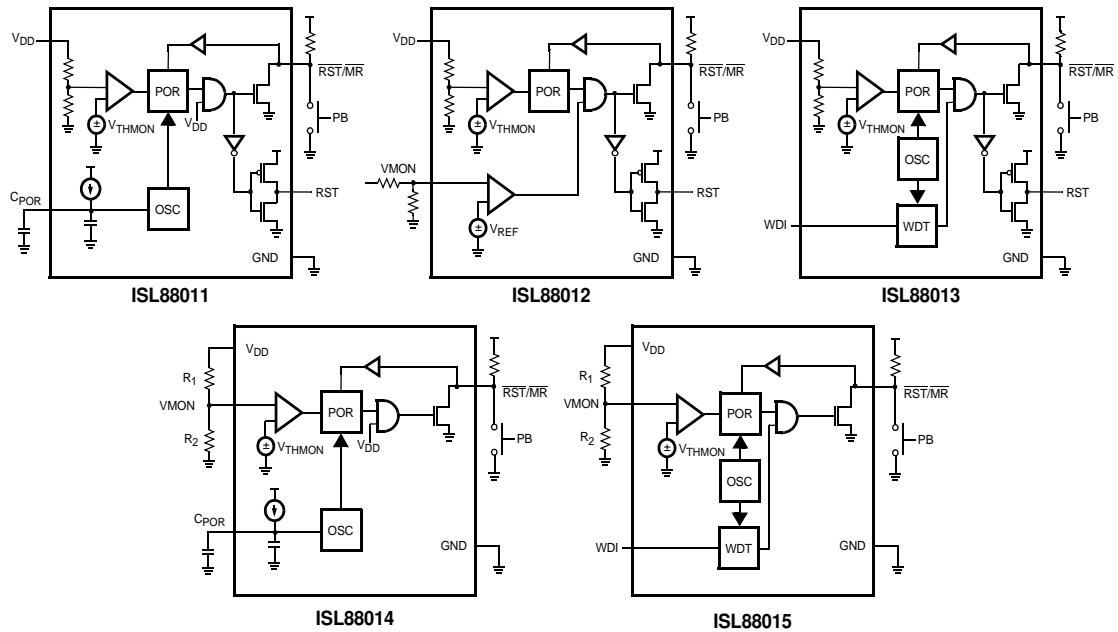 VDD
POR
RST/MR
VTHMON
VDD
PB
CPOR
OSC
RST
GND
ISL88011
VDD
POR
RST/MR
VTHMON
PB
VMON
VREF
RST
GND
ISL88012
VDD
POR
RST/MR
VTHMON
PB
OSC
RST
WDI
WDT
GND
ISL88013
VDD
R1
VMON
R2
POR
RST/MR
VTHMON
VDD
PB
CPOR
OSC
GND
ISL88014
VDD
R1
VMON
R2
POR
RST/MR
VTHMON
PB
OSC
WDI
WDT
GND
ISL88015